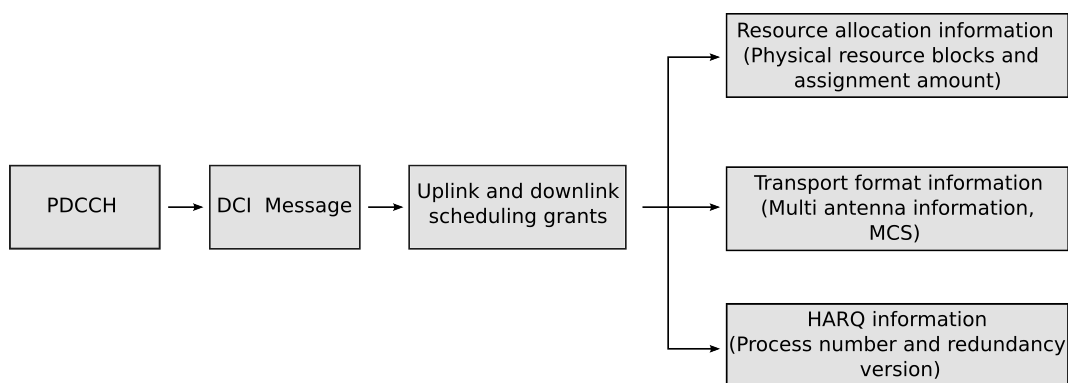 PDCCH
DCI Message
Uplink and downlink
scheduling grants
Resource allocation information
(Physical resource blocks and
assignment amount)
Transport format information
(Multi antenna information,
MCS)
HARQ information
(Process number and redundancy
version)